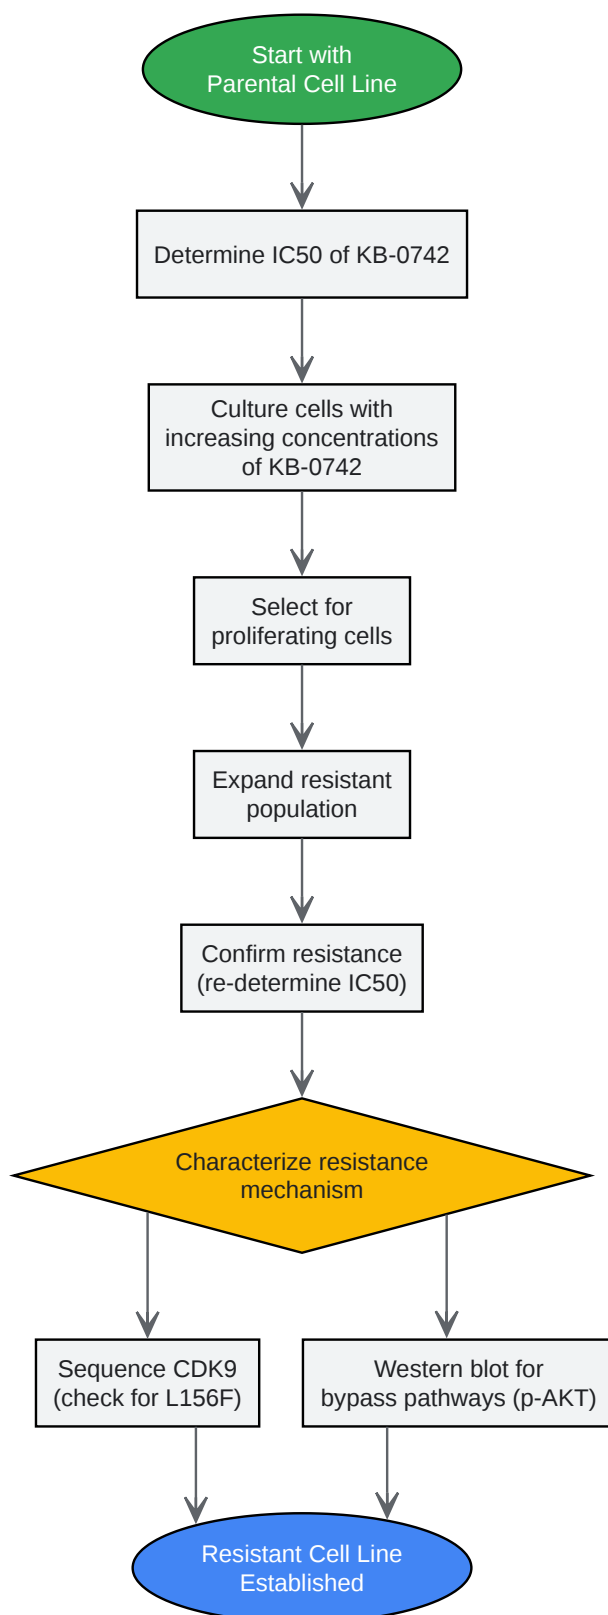 Start with
Parental Cell Line
Determine IC50 of KB-0742
Culture cells with
increasing concentrations
of KB-0742
Select for
proliferating cells
Expand resistant
population
Confirm resistance
(re-determine IC50)
Characterize resistance
mechanism
Sequence CDK9
(check for L156F)
Western blot for
bypass pathways (p-AKT)
Resistant Cell Line
Established